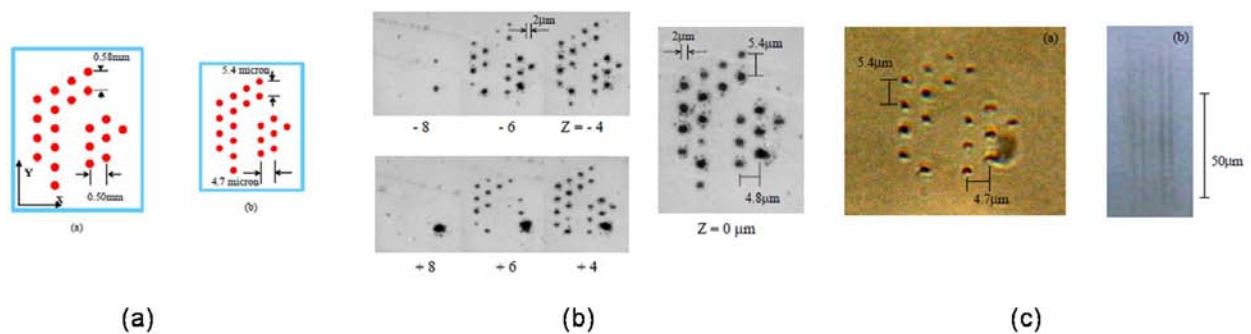 0.58mm
Y
X
0.50mm
(a)
5.4 micron
4.7 micron
(b)
2μm
- 8
- 6
Z = - 4
+ 8
+ 6
+ 4
2μm
5.4μm
4.8μm
Z = 0 μm
(a)
5.4μm
4.7μm
(b)
50μm
(a)
(b)
(c)